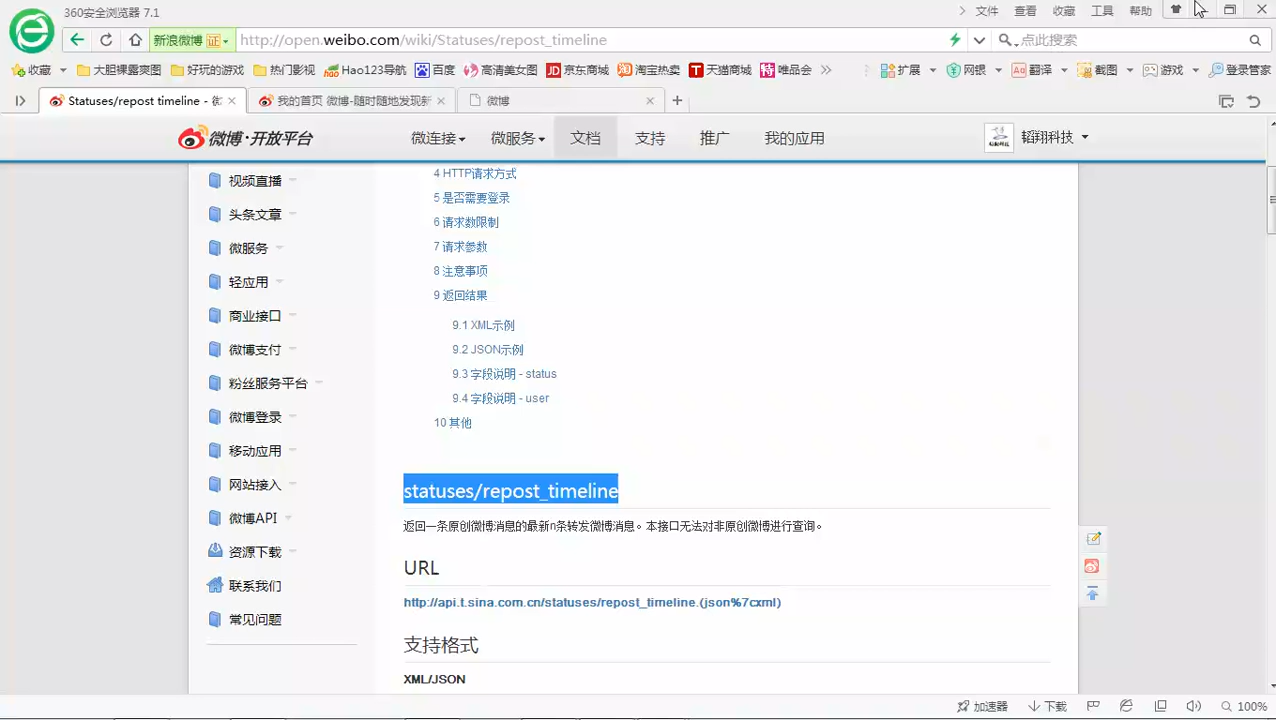 360安全浏览器 7.1
文件 查看 收藏 工具 帮助
新浪微博 证
http://open.weibo.com/wiki/Statuses/repost_timeline
点此搜索
收藏 大胆裸露爽图 好玩的游戏 热门影视 Hao123导航 百度 高清美女图 JD 京东商城 淘 淘宝热卖 T 天猫商城 特 唯品会 » 扩展 网银 Aq 翻译 截图 游戏 登录管家
Statuses/repost timeline - 微 我的首页 微博-随时随地发现新 微博
微博·开放平台 微连接 微服务 文档 支持 推广 我的应用 韬翔科技
视频直播
头条文章
微服务
轻应用
商业接口
微博支付
粉丝服务平台
微博登录
移动应用
网站接入
微博API
资源下载
联系我们
常见问题
4 HTTP请求方式
5 是否需要登录
6 请求数限制
7 请求参数
8 注意事项
9 返回结果
9.1 XML示例
9.2 JSON示例
9.3 字段说明 - status
9.4 字段说明 - user
10 其他
statuses/repost_timeline
返回一条原创微博消息的最新n条转发微博消息。本接口无法对非原创微博进行查询。
URL
http://api.t.sina.com.cn/statuses/repost_timeline.(json%7cxml)
支持格式
XML/JSON
加速器 下载 100%